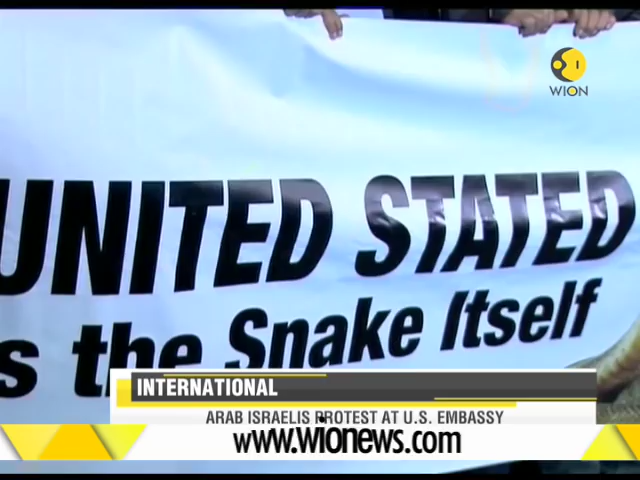 WION
UNITED STATED
s the Snake Itself
INTERNATIONAL
ARAB ISRAELIS PROTEST AT U.S. EMBASSY
www.wionews.com